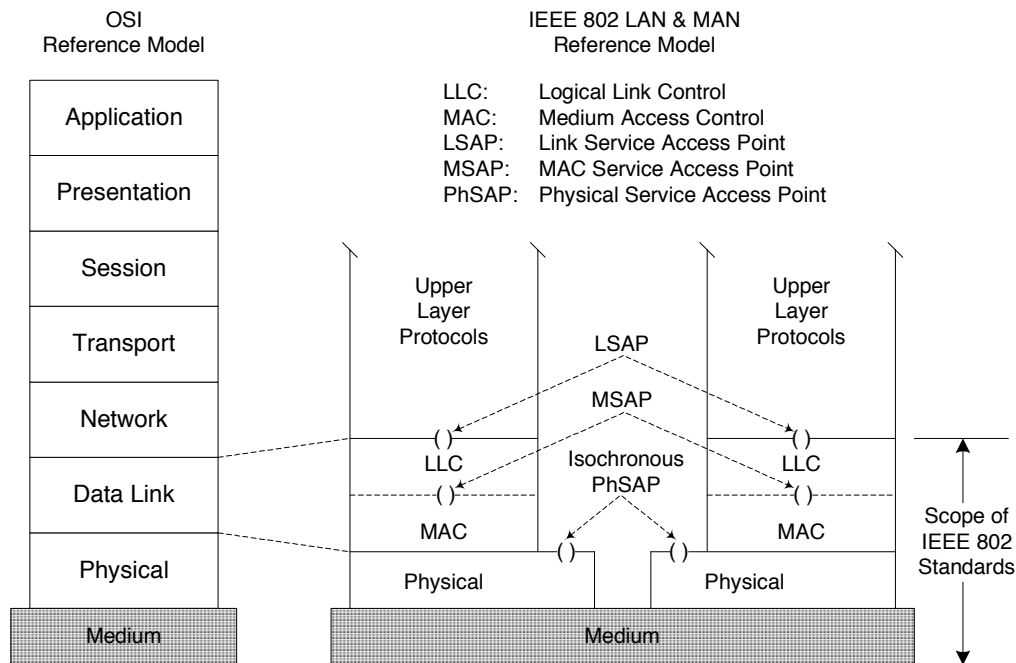 OSI
Reference Model
Application
Presentation
Session
Transport
Network
Data Link
Physical
Medium
IEEE 802 LAN & MAN
Reference Model
LLC: Logical Link Control
MAC: Medium Access Control
LSAP: Link Service Access Point
MSAP: MAC Service Access Point
PhSAP: Physical Service Access Point
Upper
Layer
Protocols
LSAP
MSAP
Isochronous
PhSAP
Upper
Layer
Protocols
( )
( )
LLC
LLC
( )
( )
MAC
MAC
( )
( )
Physical
Physical
Medium
Scope of
IEEE 802
Standards